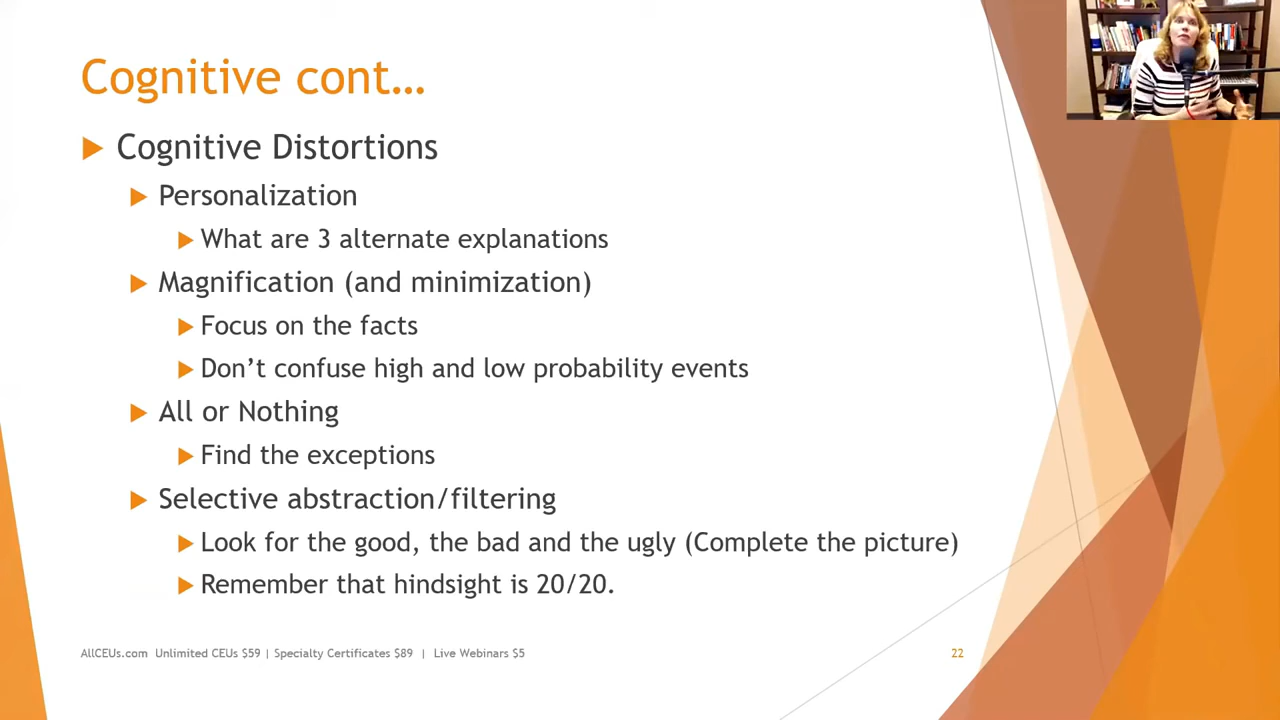 Cognitive cont…
Cognitive Distortions
Personalization
What are 3 alternate explanations
Magnification (and minimization)
Focus on the facts
Don’t confuse high and low probability events
All or Nothing
Find the exceptions
Selective abstraction/filtering
Look for the good, the bad and the ugly (Complete the picture)
Remember that hindsight is 20/20.
AllCEUs.com Unlimited CEUs $59 | Specialty Certificates $89 | Live Webinars $5
22